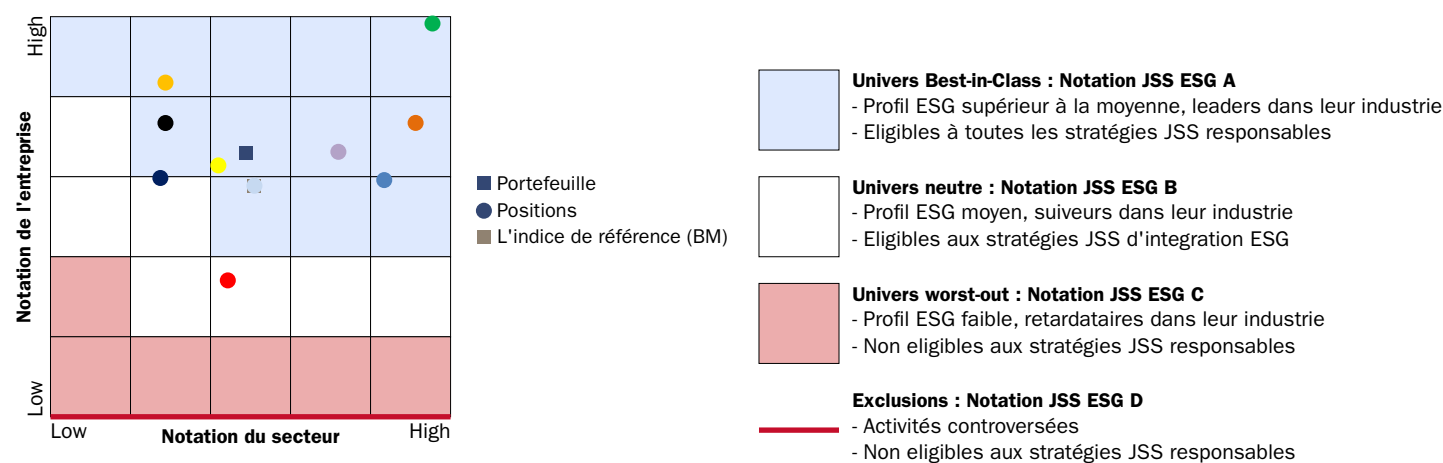 High
Notation de l'entreprise
Low
Low
Notation du secteur
High
Portefeuille
Positions
L'indice de référence (BM)
Univers Best-in-Class : Notation JSS ESG A
- Profil ESG supérieur à la moyenne, leaders dans leur industrie
- Eligibles à toutes les stratégies JSS responsables
Univers neutre : Notation JSS ESG B
- Profil ESG moyen, suiveurs dans leur industrie
- Eligibles aux stratégies JSS d'integration ESG
Univers worst-out : Notation JSS ESG C
- Profil ESG faible, retardataires dans leur industrie
- Non eligibles aux stratégies JSS responsables
Exclusions : Notation JSS ESG D
- Activités controversées
- Non eligibles aux stratégies JSS responsables